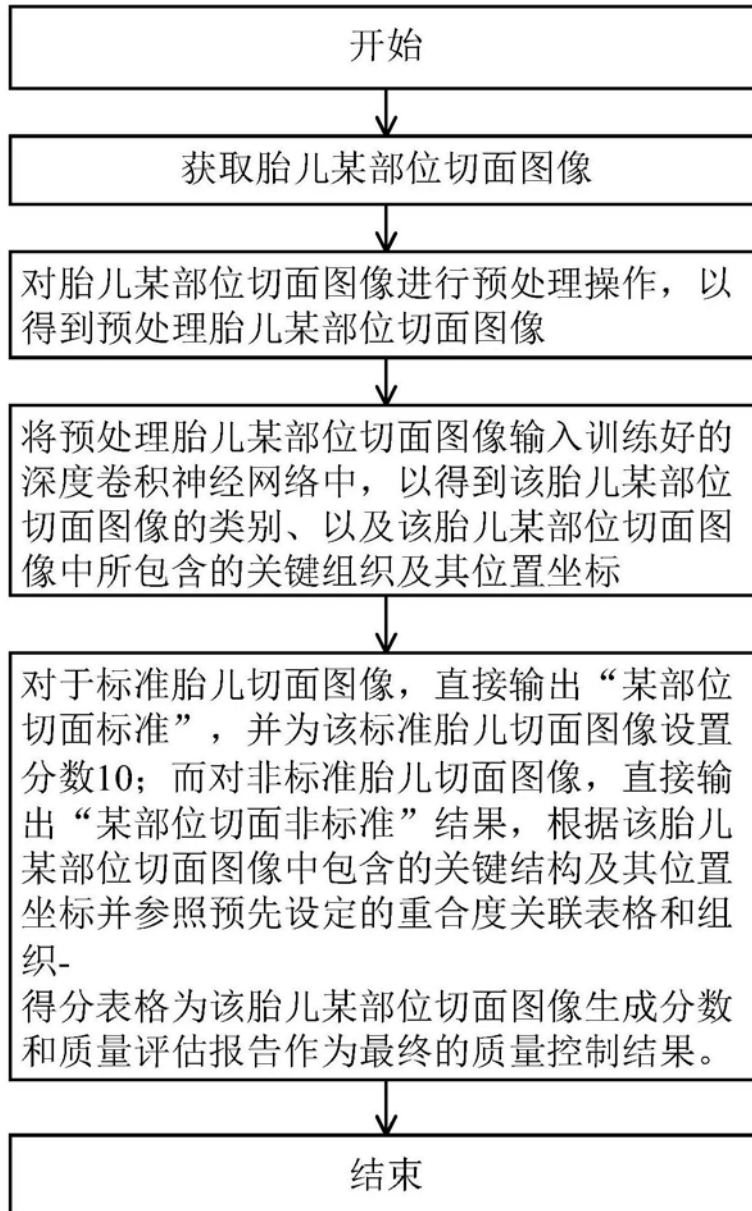 开始
获取胎儿某部位切面图像
对胎儿某部位切面图像进行预处理操作，以
得到预处理胎儿某部位切面图像
将预处理胎儿某部位切面图像输入训练好的
深度卷积神经网络中，以得到该胎儿某部位
切面图像的类别、以及该胎儿某部位切面图
像中所包含的关键组织及其位置坐标
对于标准胎儿切面图像，直接输出“某部位
切面标准”，并为该标准胎儿切面图像设置
分数10；而对非标准胎儿切面图像，直接输
出“某部位切面非标准”结果，根据该胎儿
某部位切面图像中包含的关键结构及其位置
坐标并参照预先设定的重合度关联表格和组
织-
得分表格为该胎儿某部位切面图像生成分数
和质量评估报告作为最终的质量控制结果。
结束